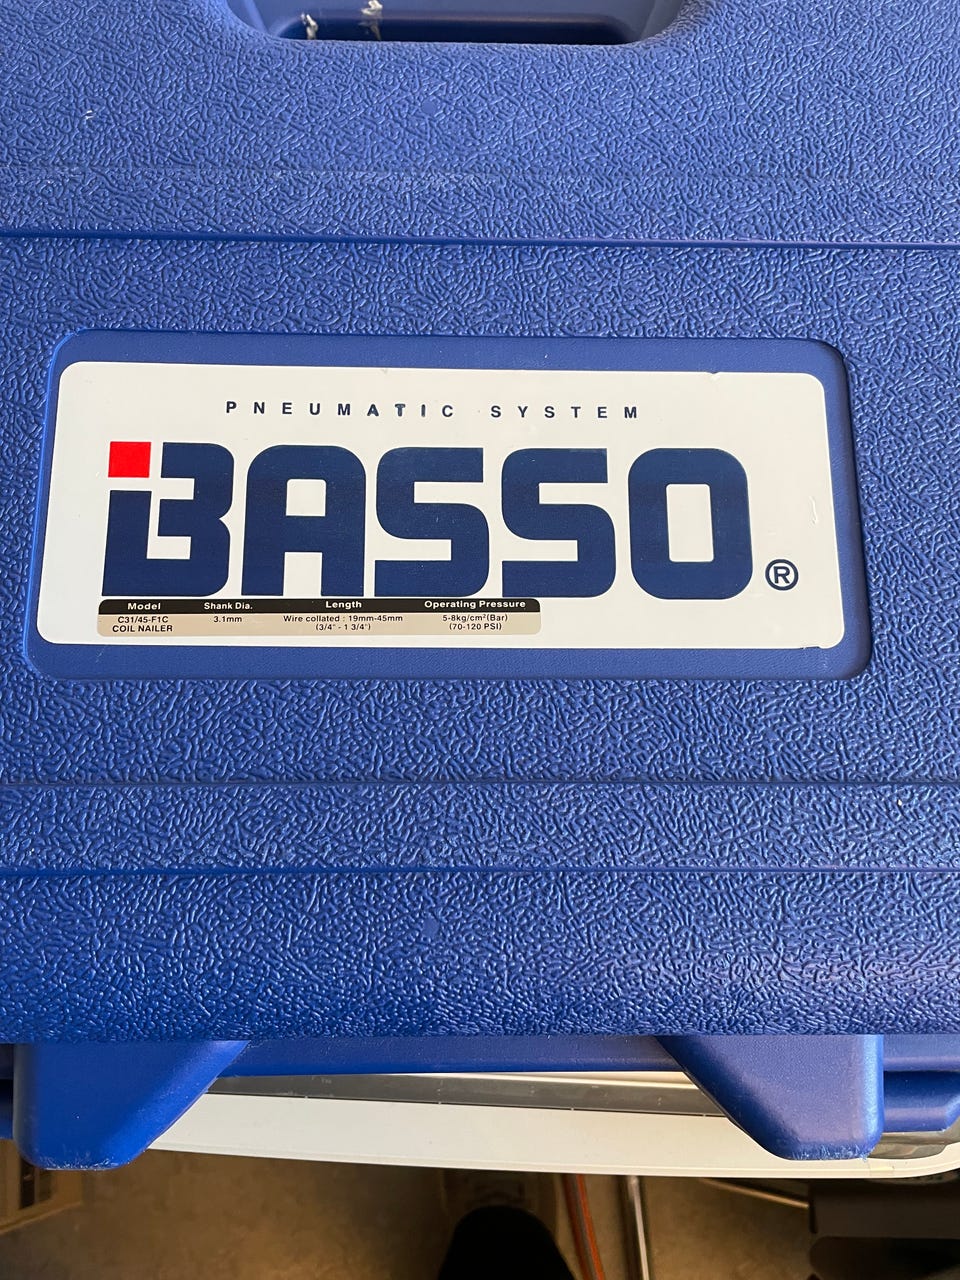 PNEUMATIC SYSTEM
BASSO ®
Model Shank Dia. Length Operating Pressure
C31/45-F1C 3.1mm Wire collated : 19mm-45mm 5-8kg/cm²(Bar)
COIL NAILER (3/4" - 1 3/4") (70-120 PSI)